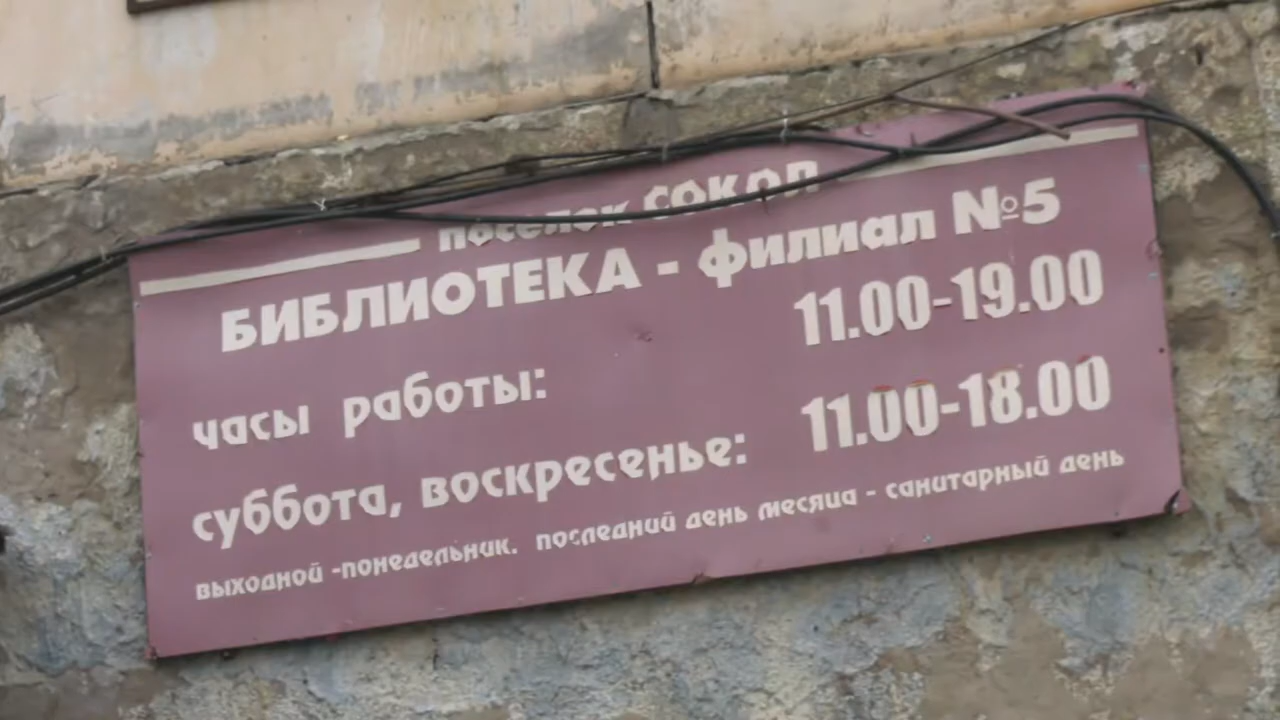 поселок СОКОЛ
БИБЛИОТЕКА - филиал №5
часы работы: 11.00-19.00
суббота, воскресенье: 11.00-18.00
выходной -понедельник. последний день месяца - санитарный день